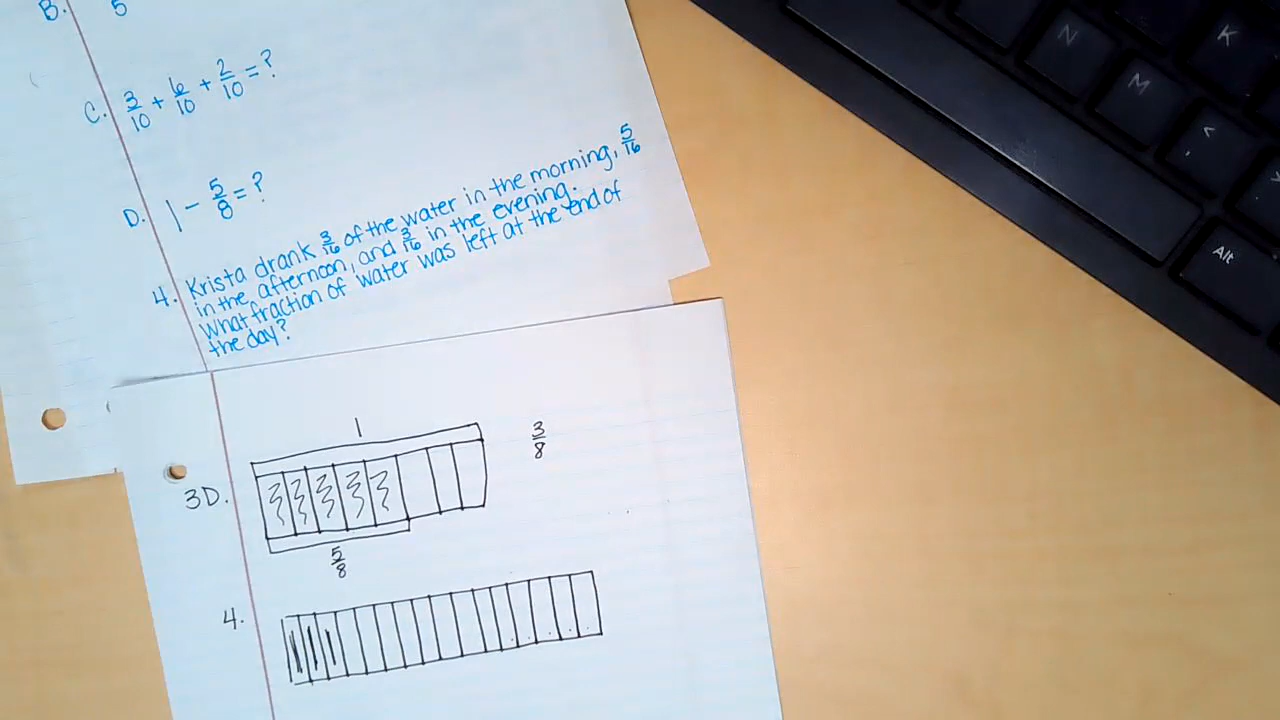 B. 5
C. 3/10 + 6/10 + 2/10 = ?
D. 1 - 5/8 = ?
4. Krista drank 3/16 of the water in the morning, 5/16
in the afternoon, and 3/16 in the evening.
What fraction of water was left at the end of
the day?
1
3D.
3/8
5/8
4.
N
M
K
<
,
Alt